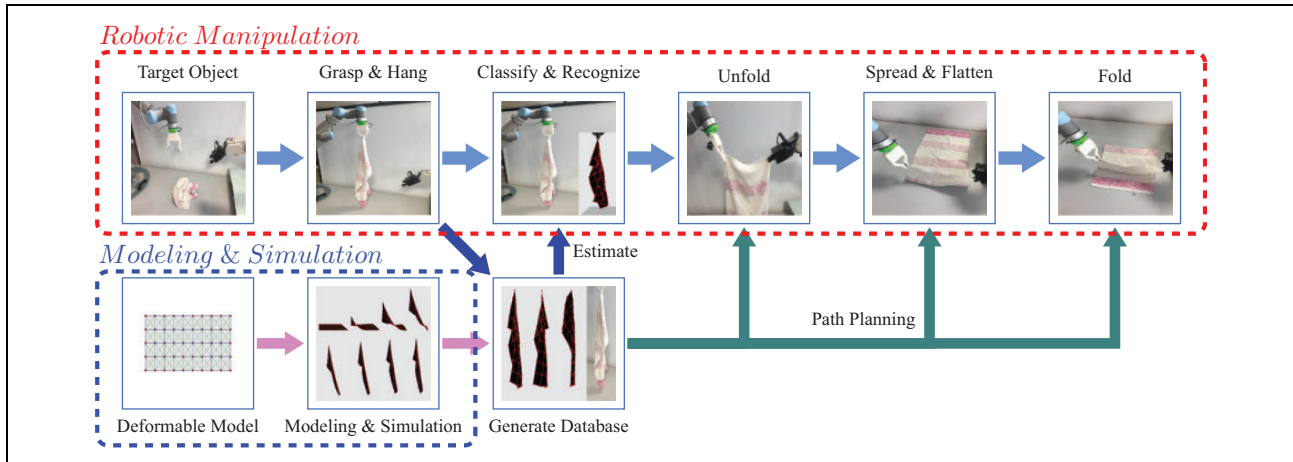 Robotic Manipulation
Target Object
Grasp & Hang
Classify & Recognize
Unfold
Spread & Flatten
Fold
Modeling & Simulation
Estimate
Path Planning
Deformable Model
Modeling & Simulation
Generate Database